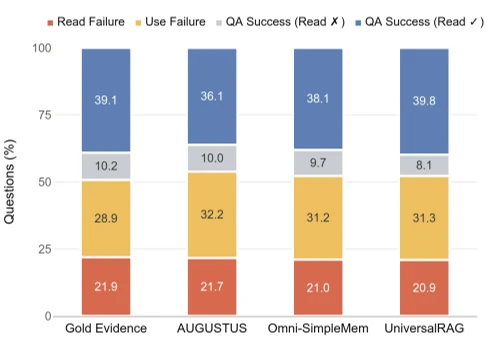 Read Failure Use Failure QA Success (Read ✗) QA Success (Read ✓)
Questions (%)
100
75
50
25
0
39.1 36.1 38.1 39.8
10.2 10.0 9.7 8.1
28.9 32.2 31.2 31.3
21.9 21.7 21.0 20.9
Gold Evidence AUGUSTUS Omni-SimpleMem UniversalRAG